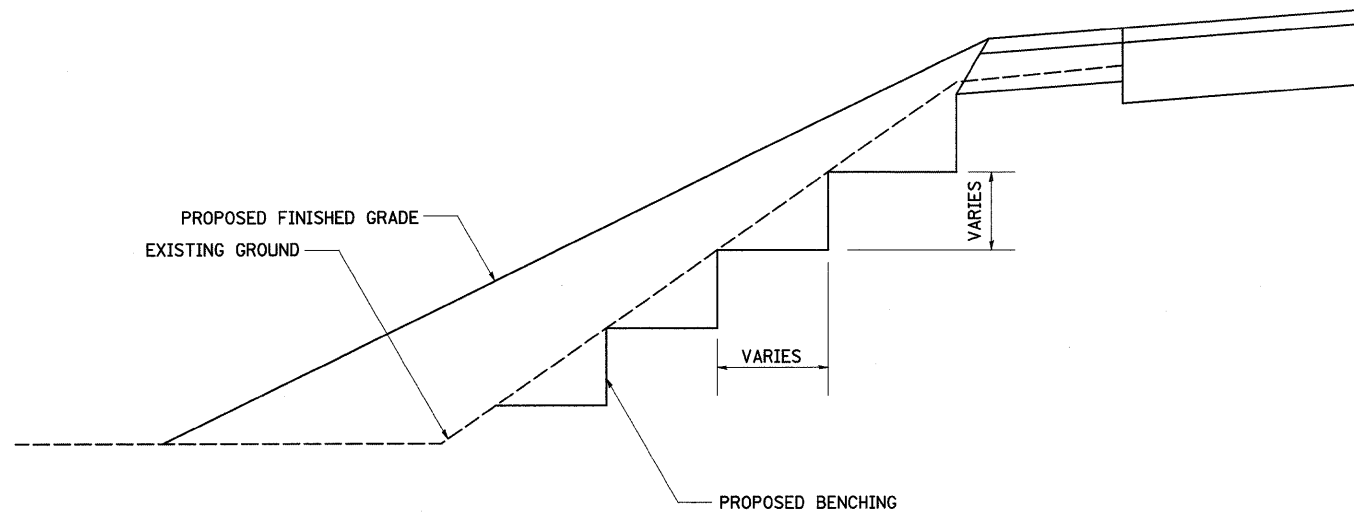 PROPOSED FINISHED GRADE
EXISTING GROUND
VARIES
VARIES
PROPOSED BENCHING